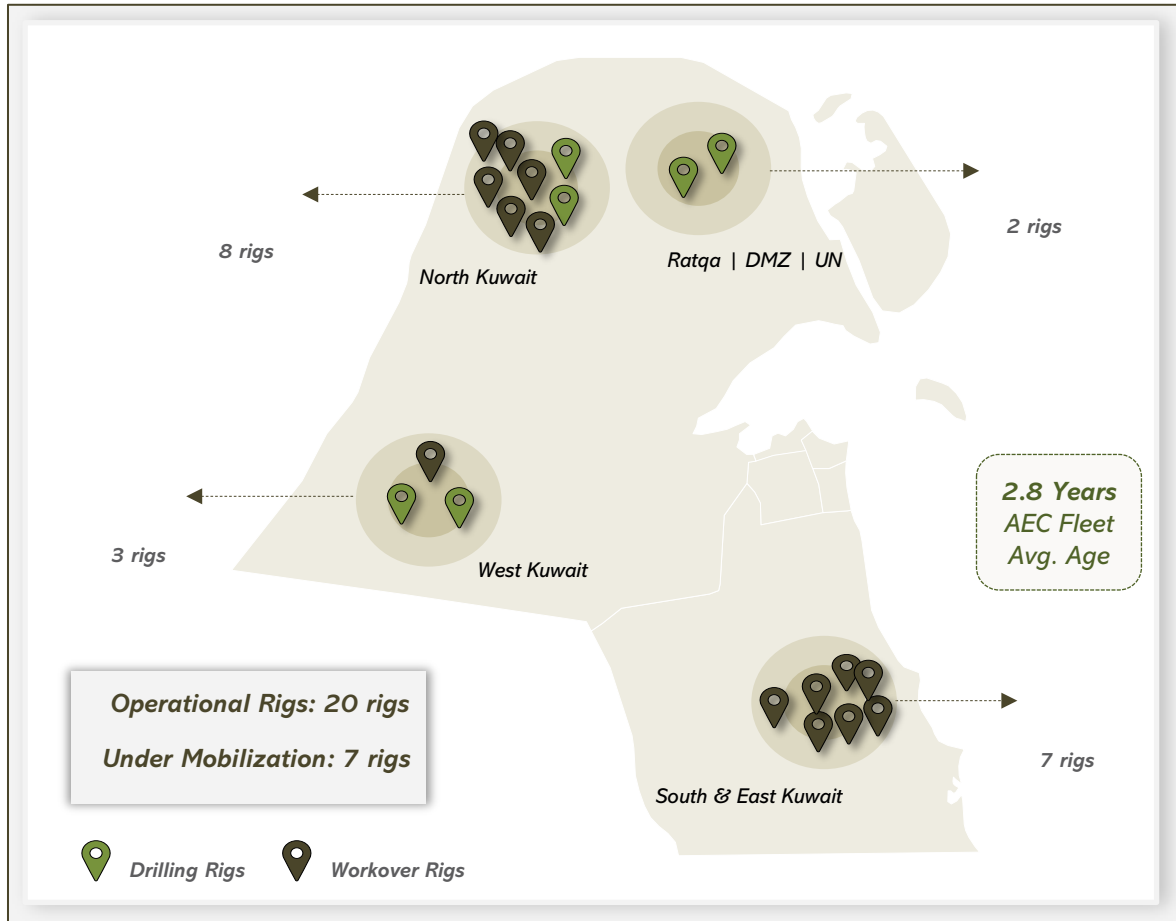 8 rigs
North Kuwait
Ratqa | DMZ | UN
2 rigs
3 rigs
West Kuwait
2.8 Years
AEC Fleet
Avg. Age
Operational Rigs: 20 rigs
Under Mobilization: 7 rigs
7 rigs
South & East Kuwait
Drilling Rigs
Workover Rigs